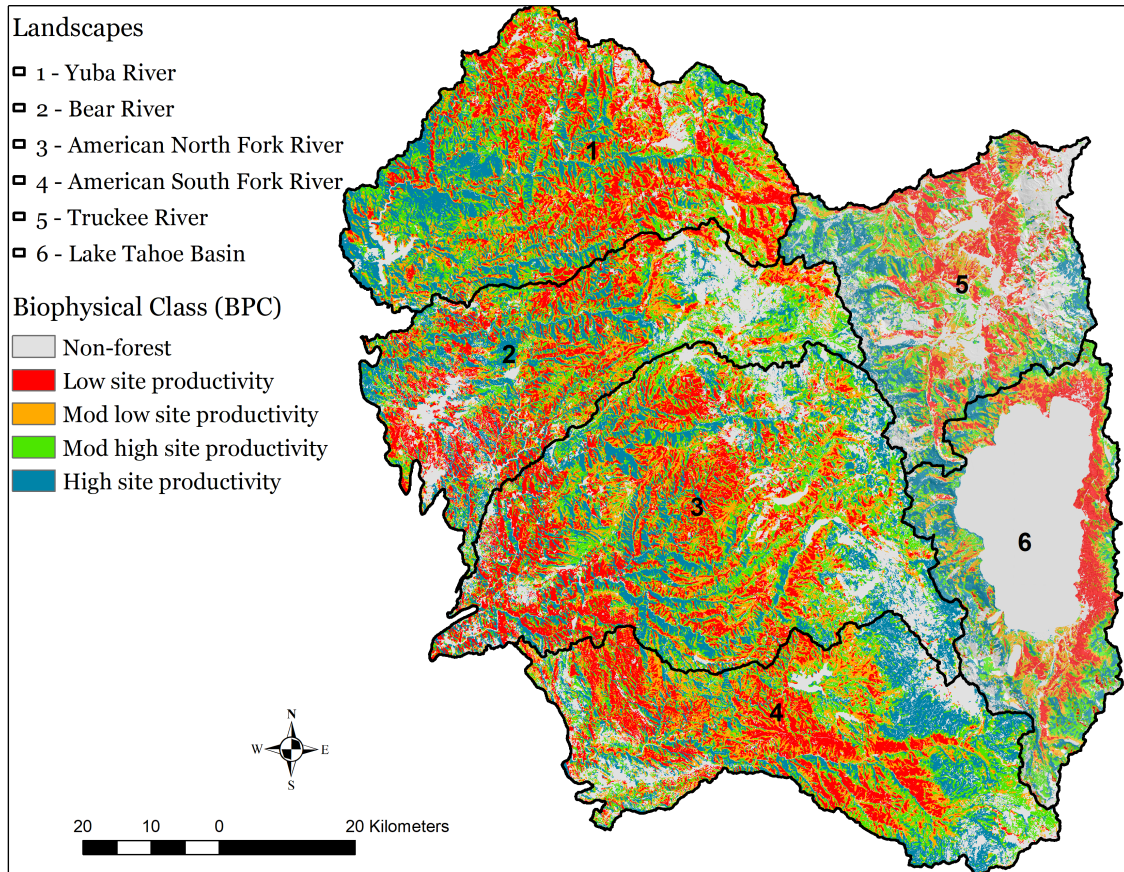 Landscapes
1 - Yuba River
2 - Bear River
3 - American North Fork River
4 - American South Fork River
5 - Truckee River
6 - Lake Tahoe Basin
Biophysical Class (BPC)
Non-forest
Low site productivity
Mod low site productivity
Mod high site productivity
High site productivity
1
2
3
4
5
6
N
W E
S
20 10 0 20 Kilometers